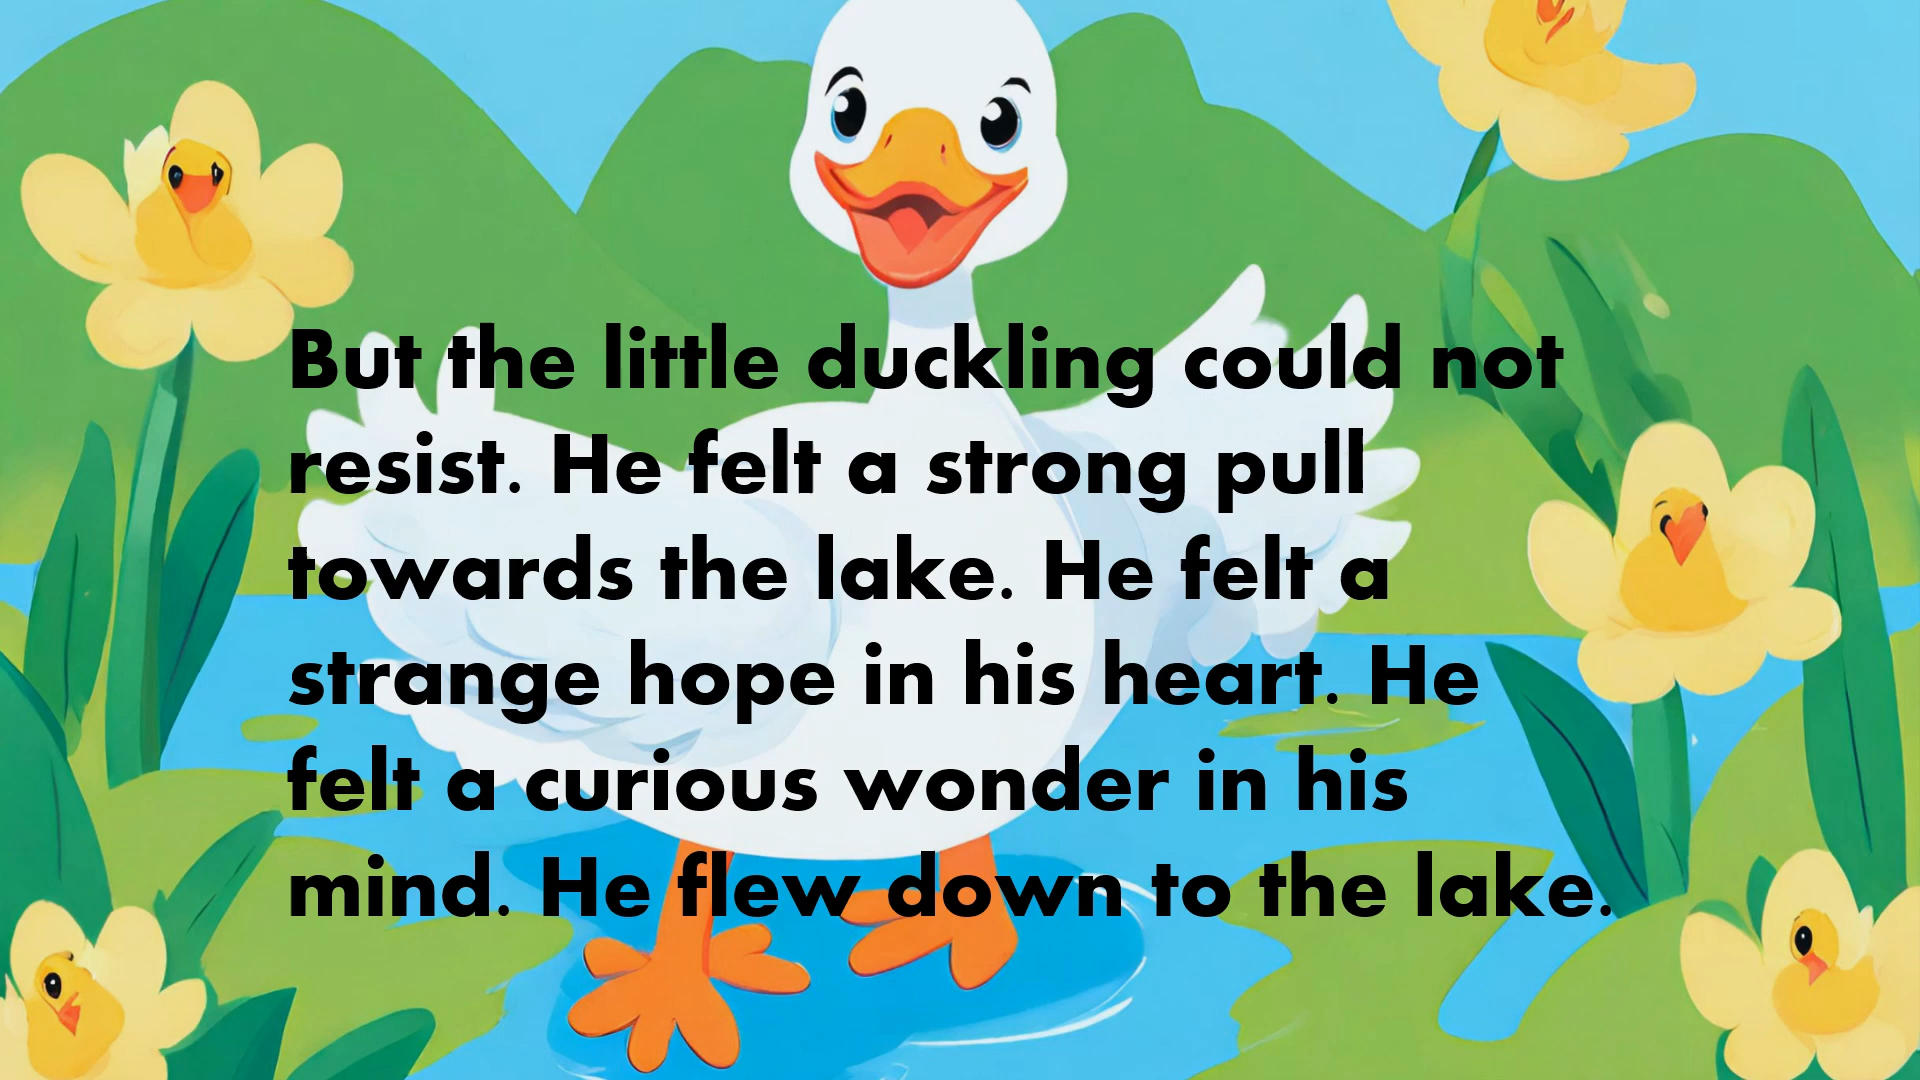 But the little duckling could not
resist. He felt a strong pull
towards the lake. He felt a
strange hope in his heart. He
felt a curious wonder in his
mind. He flew down to the lake.